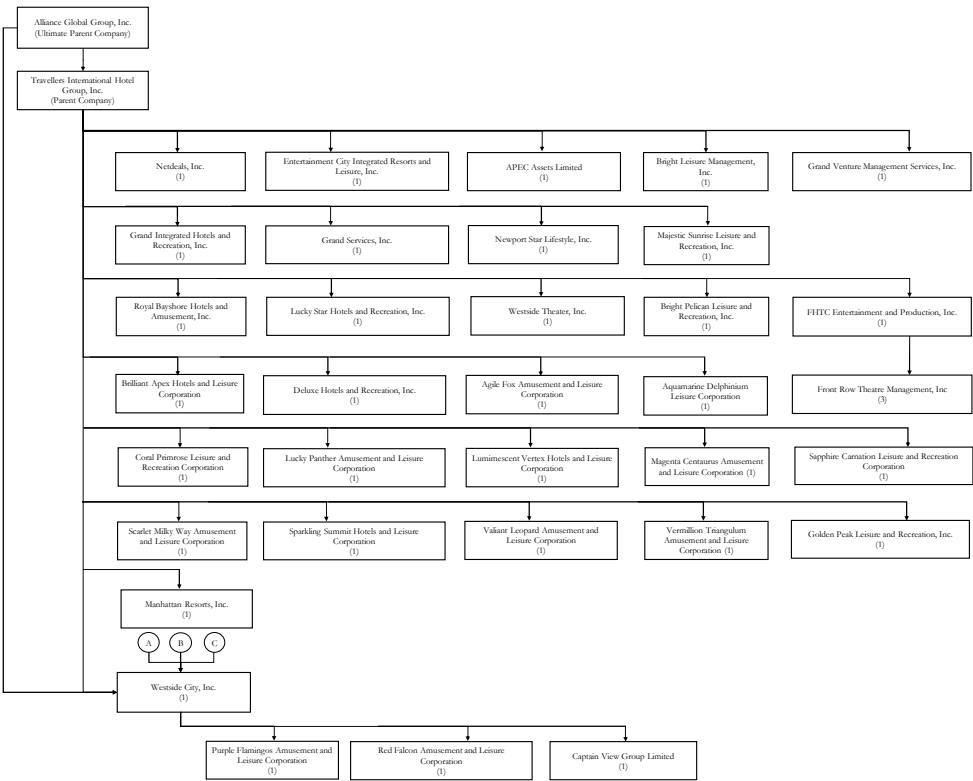 Alliance Global Group, Inc.
(Ultimate Parent Company)
Travellers International Hotel
Group, Inc.
(Parent Company)
Netdeals, Inc.
(1)
Entertainment City Integrated Resorts and
Leisure, Inc.
(1)
APEC Assets Limited
(1)
Bright Leisure Management,
Inc.
(1)
Grand Venture Management Services, Inc.
(1)
Grand Integrated Hotels and
Recreation, Inc.
(1)
Grand Services, Inc.
(1)
Newport Star Lifestyle, Inc.
(1)
Majestic Sunrise Leisure and
Recreation, Inc.
(1)
Royal Bayshore Hotels and
Amusement, Inc.
(1)
Lucky Star Hotels and Recreation, Inc.
(1)
Westside Theater, Inc.
(1)
Bright Pelican Leisure and
Recreation, Inc.
(1)
FHTC Entertainment and Production, Inc.
(1)
Brilliant Apex Hotels and Leisure
Corporation
(1)
Deluxe Hotels and Recreation, Inc.
(1)
Agile Fox Amusement and Leisure
Corporation
(1)
Aquamarine Delphinium
Leisure Corporation
(1)
Front Row Theatre Management, Inc
(3)
Coral Primrose Leisure and
Recreation Corporation
(1)
Lucky Panther Amusement and Leisure
Corporation
(1)
Lumimescent Vertex Hotels and Leisure
Corporation
(1)
Magenta Centaurus Amusement
and Leisure Corporation (1)
Sapphire Carnation Leisure and Recreation
Corporation
(1)
Scarlet Milky Way Amusement
and Leisure Corporation
(1)
Sparkling Summit Hotels and Leisure
Corporation
(1)
Valiant Leopard Amusement and
Leisure Corporation
(1)
Vermillion Triangulum
Amusement and Leisure
Corporation (1)
Golden Peak Leisure and Recreation, Inc.
(1)
Manhattan Resorts, Inc.
(1)
A
B
C
Westside City, Inc.
(1)
Purple Flamingos Amusement and
Leisure Corporation
(1)
Red Falcon Amusement and Leisure
Corporation
(1)
Captain View Group Limited
(1)